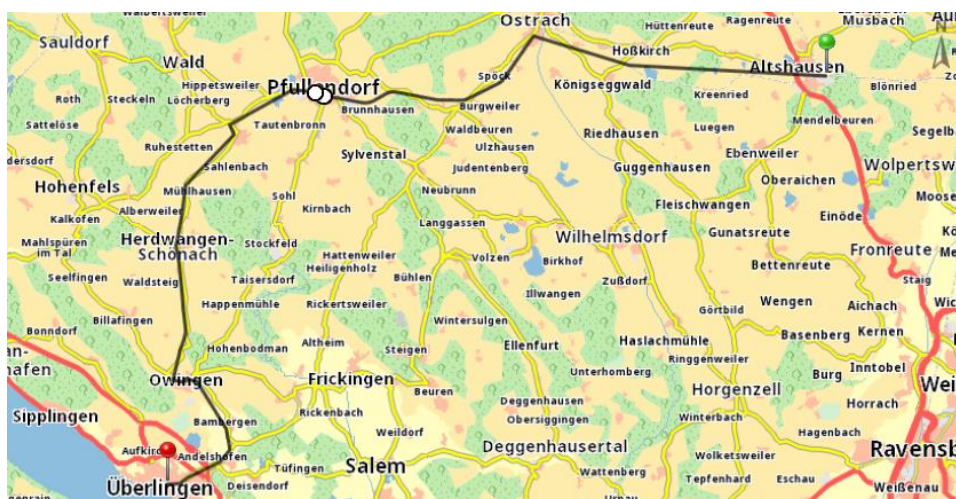 Ostrach
Walbertsweiler
Ragenreute
Musbach
Sauldorf
Hüttenreute
Hoßkirch
Wald
Altshausen
Hippetsweiler
Pfullendorf
Spöck
Königseggwald
Blönried
Roth
Steckeln
Löcherberg
Brunnhausen
Burgweiler
Kreenried
Sattelöse
Tautenbronn
Waldbeuren
Mendelbeuren
Luegen
Riedhausen
Ruhestetten
Sylvenstal
Ulzhausen
Ebenweiler
Sahlenbach
Judentenberg
Guggenhausen
Oberaichen
Hohenfels
Mühlhausen
Neubrunn
Sohl
Kalkofen
Alberweiler
Kirnbach
Fleischwangen
Langgassen
Einöde
Mahlspüren
im Tal
Herdwangen-
Schönach
Stockfeld
Wilhelmsdorf
Gunatsreute
Fronreute
Hattenweiler
Heiligenholz
Volzen
Birkhof
Bettenreute
Seelfingen
Waldsteig
Taisersdorf
Bühlen
Zußdorf
Staig
Happenmühle
Rickertsweiler
Illwangen
Wengen
Aichach
Billafingen
Görtbild
Wintersulgen
Bonndorf
Basenberg
Kernen
Hohenbodman
Altheim
Steigen
Ellenfurt
Haslachmühle
Ringgenweiler
Inntobel
Owingen
Frickingen
Unterhomberg
Burg
Beuren
Horgenzell
Deggenhausen
Horrach
Sipplingen
Rickenbach
Obersiggingen
Winterbach
Bambergen
Weildorf
Hagenbach
Deggenhausertal
Andelshofen
Wolketsweiler
Tüfingen
Salem
Wattenberg
Tepfenhard
Eschau
Überlingen
Deisendorf
Weißenau